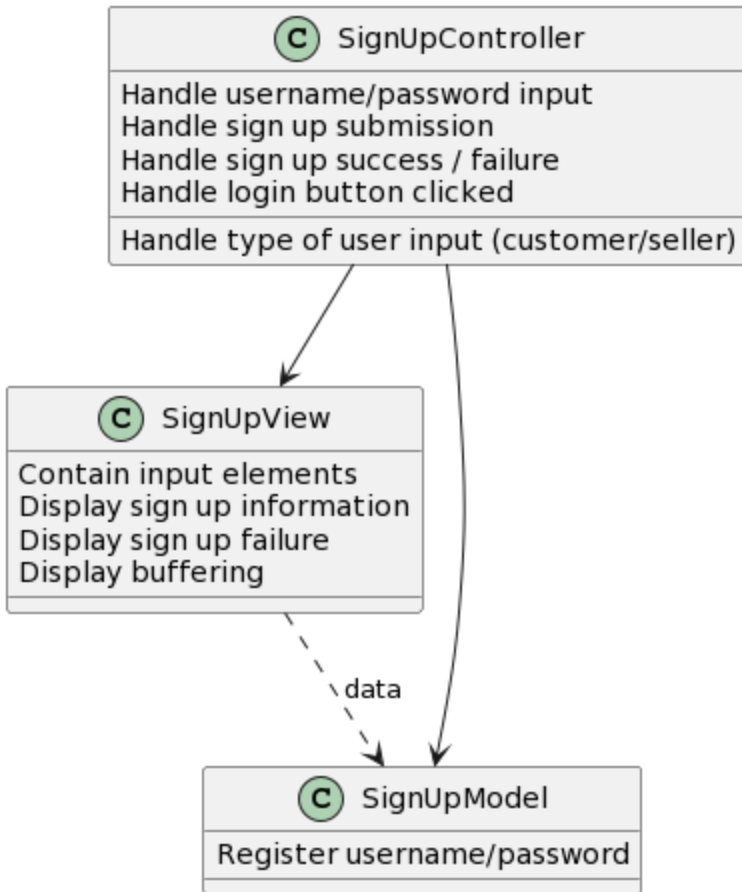 C SignUpController
Handle username/password input
Handle sign up submission
Handle sign up success / failure
Handle login button clicked
Handle type of user input (customer/seller)
C SignUpView
Contain input elements
Display sign up information
Display sign up failure
Display buffering
data
C SignUpModel
Register username/password